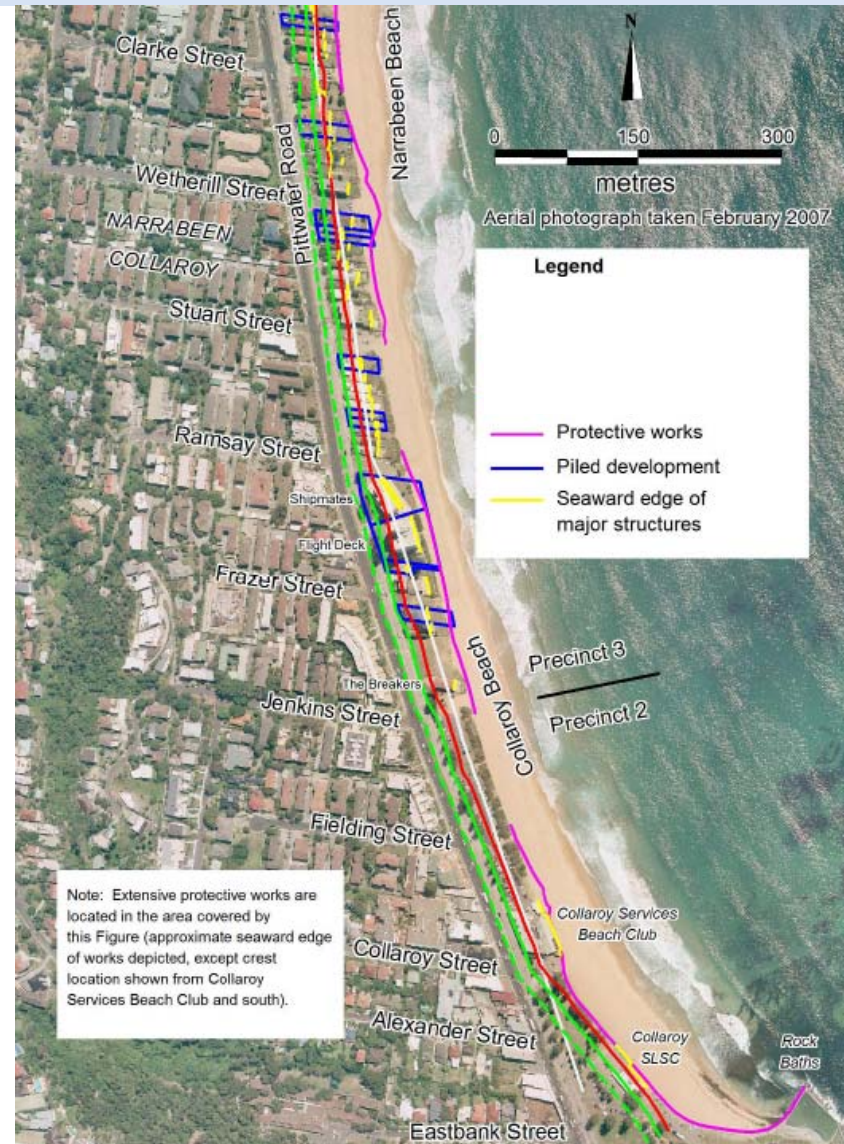 Clarke Street
Wetherill Street
NARRABEEN
COLLAROY
Stuart Street
Ramsay Street
Shipmates
Flight Deck
Frazer Street
The Breakers
Jenkins Street
Fielding Street
Collaroy Street
Alexander Street
Eastbank Street
Pittwater Road
Narrabeen Beach
Collaroy Beach
N
0 150 300
metres
Aerial photograph taken February 2007
Legend
Protective works
Piled development
Seaward edge of
major structures
Precinct 3
Precinct 2
Collaroy Services
Beach Club
Collaroy
SLSC
Rock
Baths
Note: Extensive protective works are
located in the area covered by
this Figure (approximate seaward edge
of works depicted, except crest
location shown from Collaroy
Services Beach Club and south).